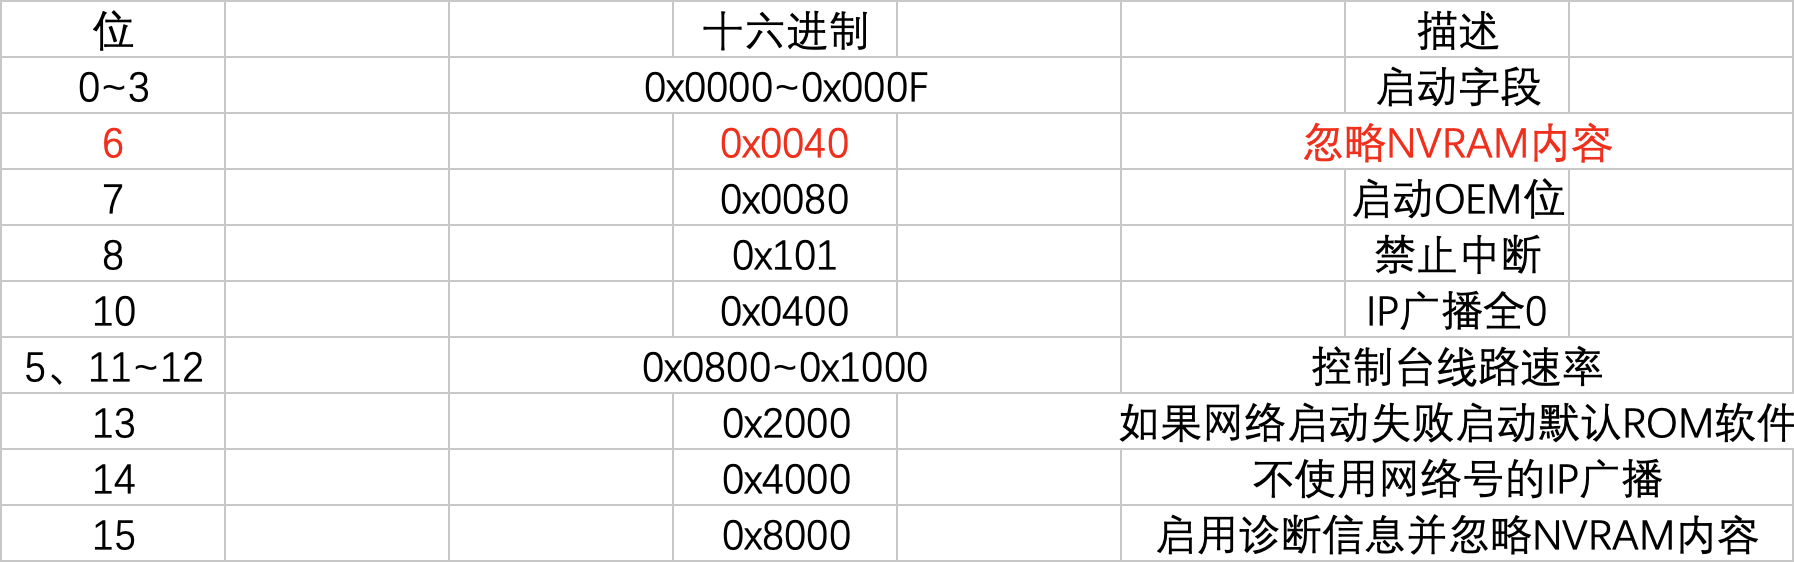 位 十六进制 描述
0~3 0x0000~0x000F 启动字段
6 0x0040 忽略NVRAM内容
7 0x0080 启动OEM位
8 0x101 禁止中断
10 0x0400 IP广播全0
5、11~12 0x0800~0x1000 控制台线路速率
13 0x2000 如果网络启动失败启动默认ROM软件
14 0x4000 不使用网络号的IP广播
15 0x8000 启用诊断信息并忽略NVRAM内容